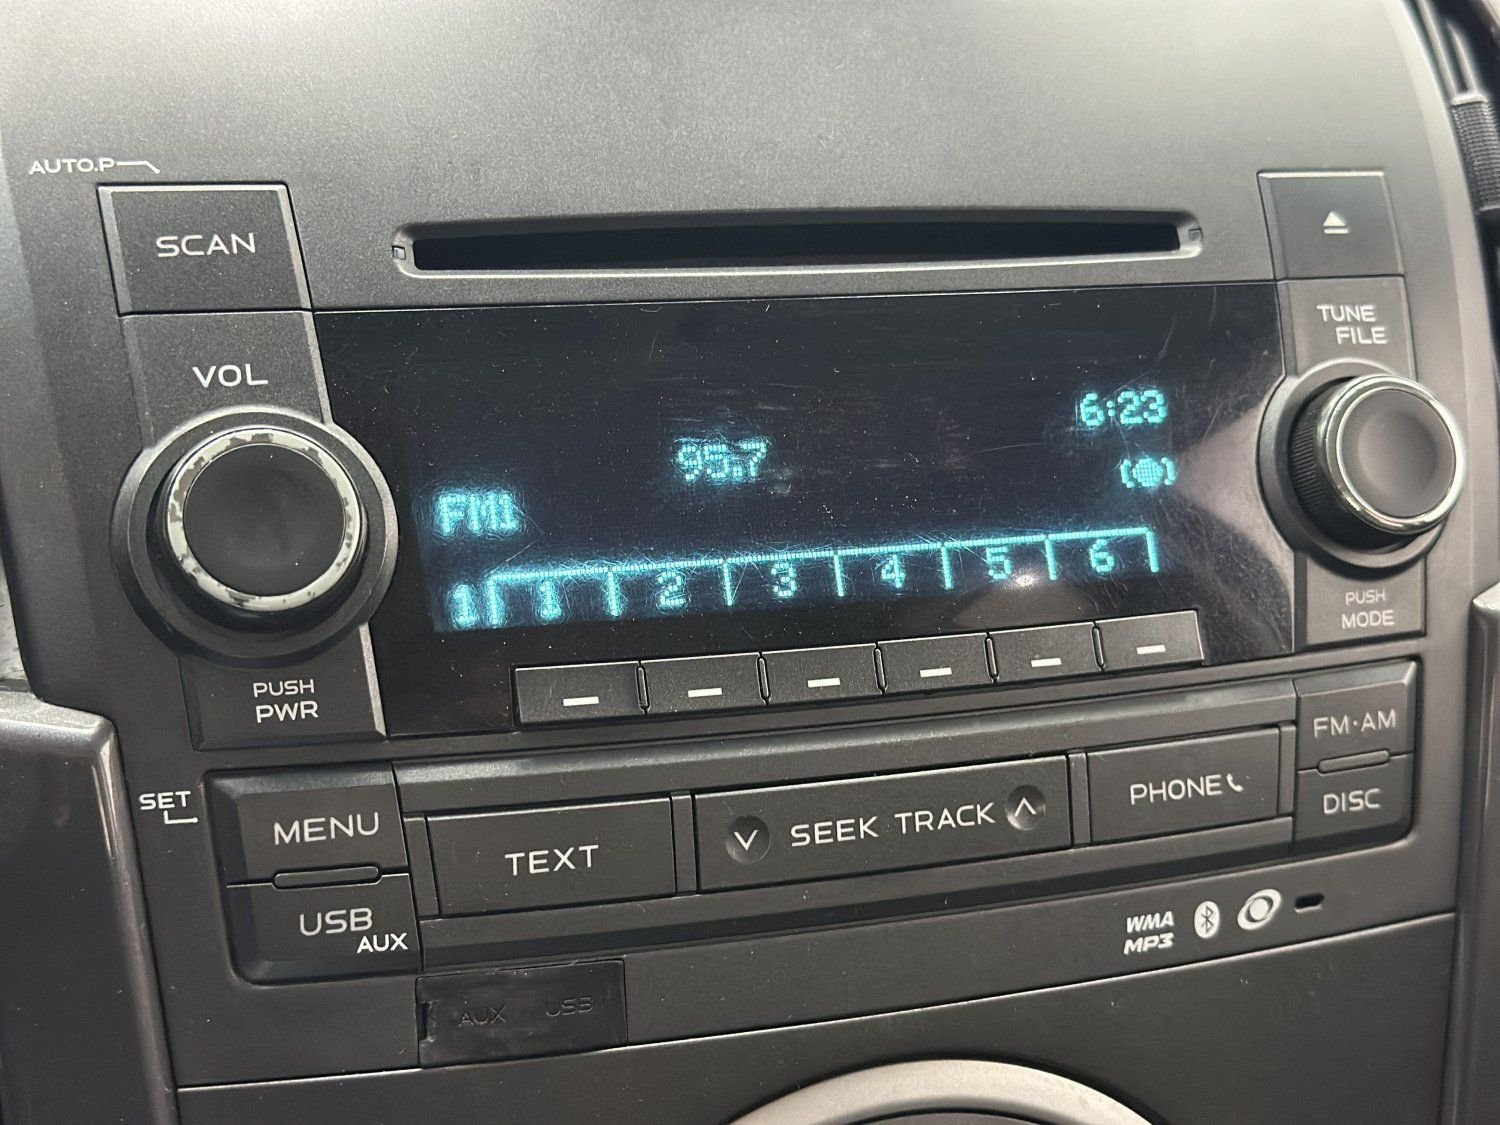 AUTO.P
SCAN
VOL
TUNE
FILE
6:23
95.7
FM1
1 1 2 3 4 5 6
PUSH
PWR
PUSH
MODE
FM·AM
SET
MENU
TEXT
SEEK TRACK
PHONE
DISC
USB
AUX
WMA
MP3
AUX USB